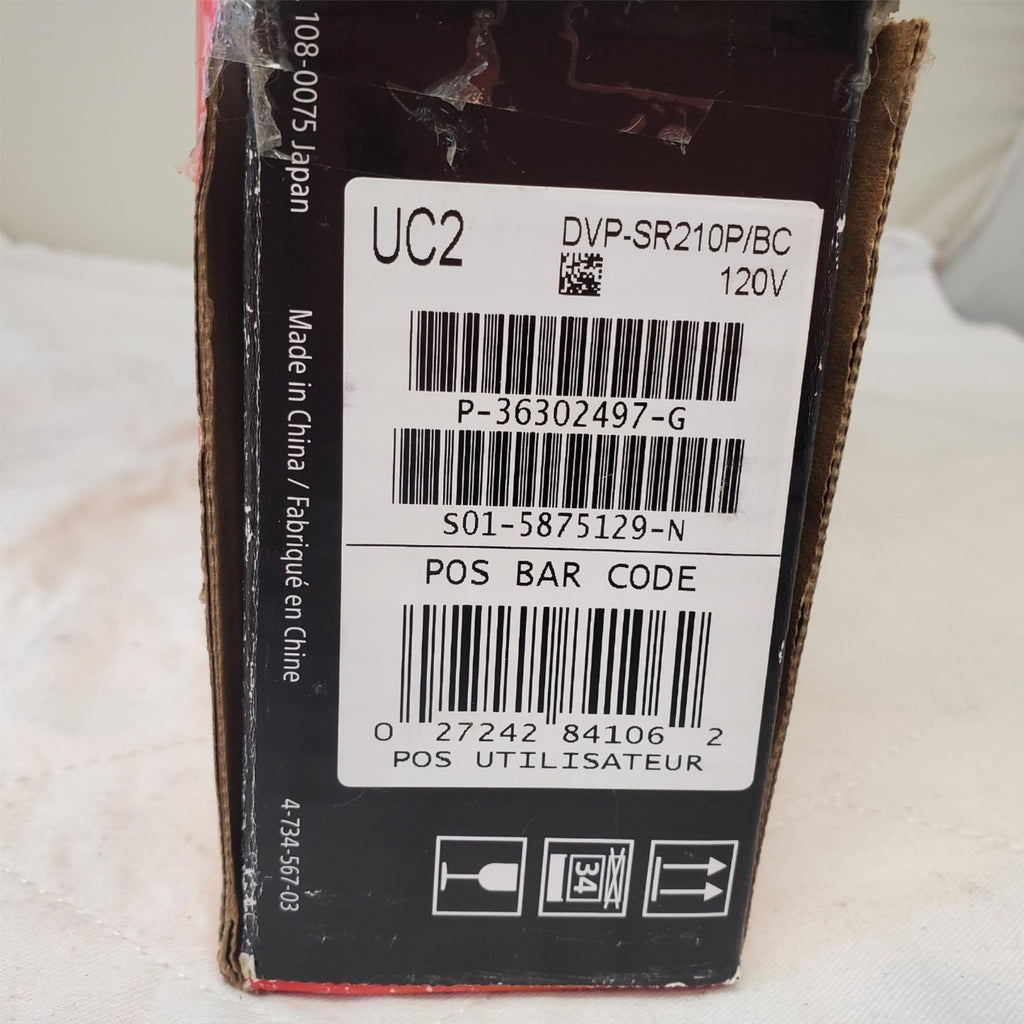 108-0075 Japan
Made in China / Fabriqué en Chine
4-734-567-03
UC2
DVP-SR210P/BC
120V
P-36302497-G
S01-5875129-N
POS BAR CODE
0 27242 84106 2
POS UTILISATEUR
34